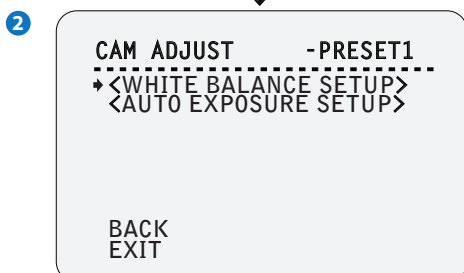 2
CAM ADJUST -PRESET1
<WHITE BALANCE SETUP>
<AUTO EXPOSURE SETUP>
BACK
EXIT